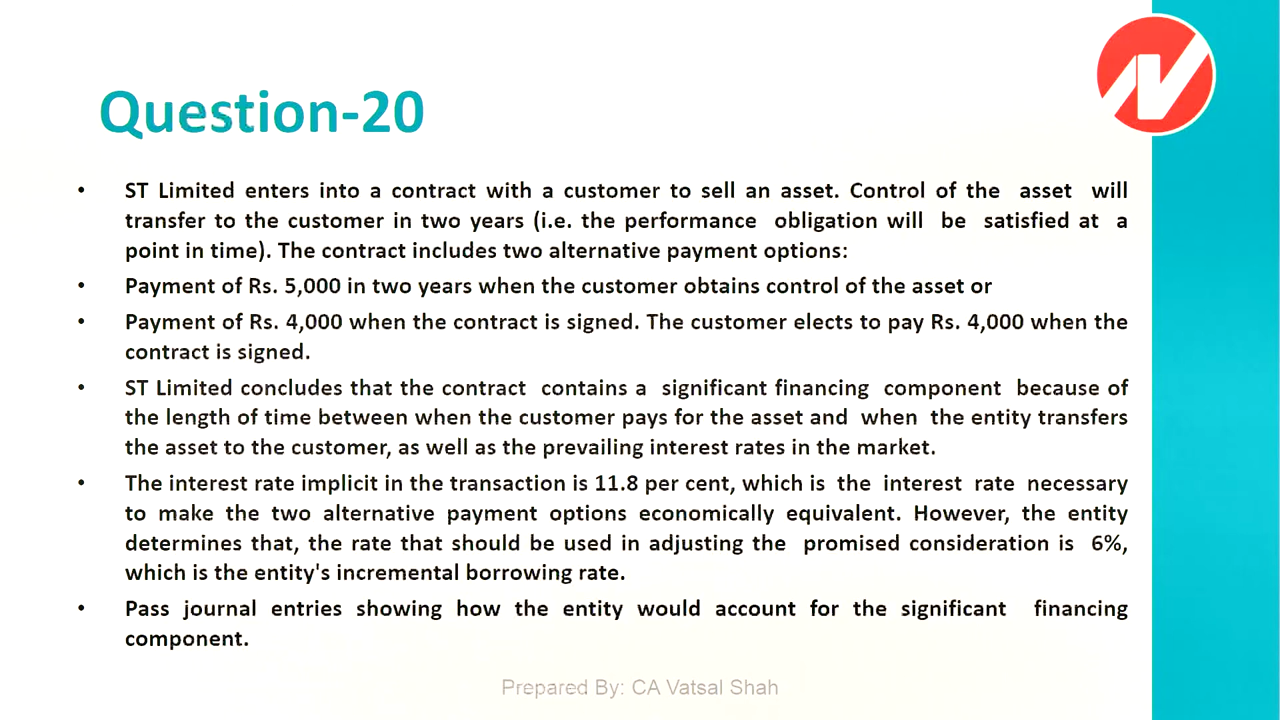 Question-20
• ST Limited enters into a contract with a customer to sell an asset. Control of the asset will
transfer to the customer in two years (i.e. the performance obligation will be satisfied at a
point in time). The contract includes two alternative payment options:
• Payment of Rs. 5,000 in two years when the customer obtains control of the asset or
• Payment of Rs. 4,000 when the contract is signed. The customer elects to pay Rs. 4,000 when the
contract is signed.
• ST Limited concludes that the contract contains a significant financing component because of
the length of time between when the customer pays for the asset and when the entity transfers
the asset to the customer, as well as the prevailing interest rates in the market.
• The interest rate implicit in the transaction is 11.8 per cent, which is the interest rate necessary
to make the two alternative payment options economically equivalent. However, the entity
determines that, the rate that should be used in adjusting the promised consideration is 6%,
which is the entity's incremental borrowing rate.
• Pass journal entries showing how the entity would account for the significant financing
component.
Prepared By: CA Vatsal Shah